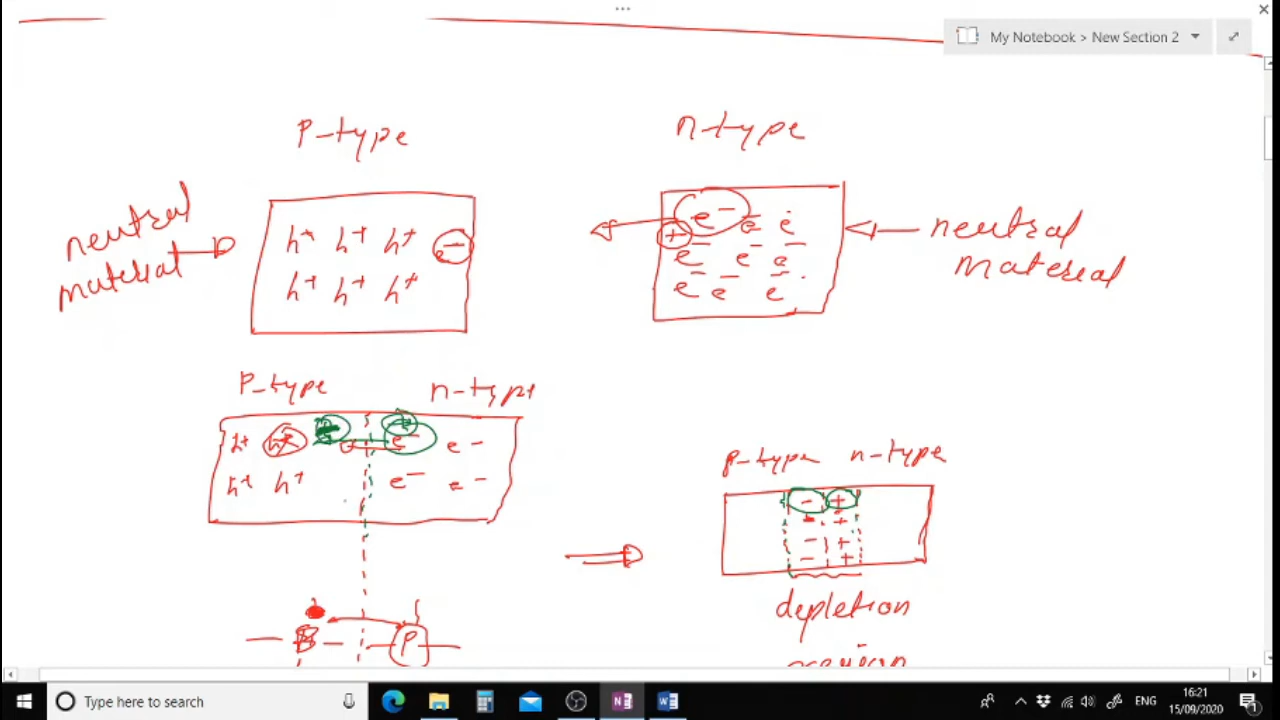 My Notebook > New Section 2
P-type
n-type
neutral
material
h+ h+ h+ e-
h+ h+ h+
e- e- e-
+
e- e- e-
e- e- e-
neutral
material
P-type n-type
h+ h+ e- e-
h+ h+ e- e-
P-type n-type
- +
- +
- +
- +
depletion
B P
Type here to search
ENG
16:21
15/09/2020
1